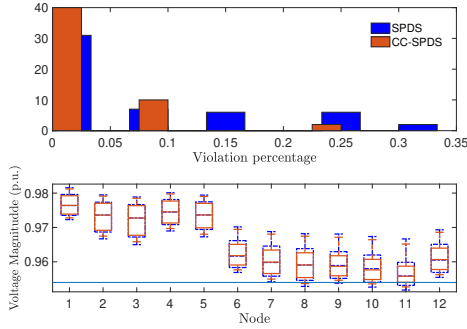 40
30
20
10
0
SPDS
CC-SPDS
0 0.05 0.1 0.15 0.2 0.25 0.3 0.35
Violation percentage
Voltage Magnitudde (p.u.)
0.98
0.97
0.96
1 2 3 4 5 6 7 8 9 10 11 12
Node